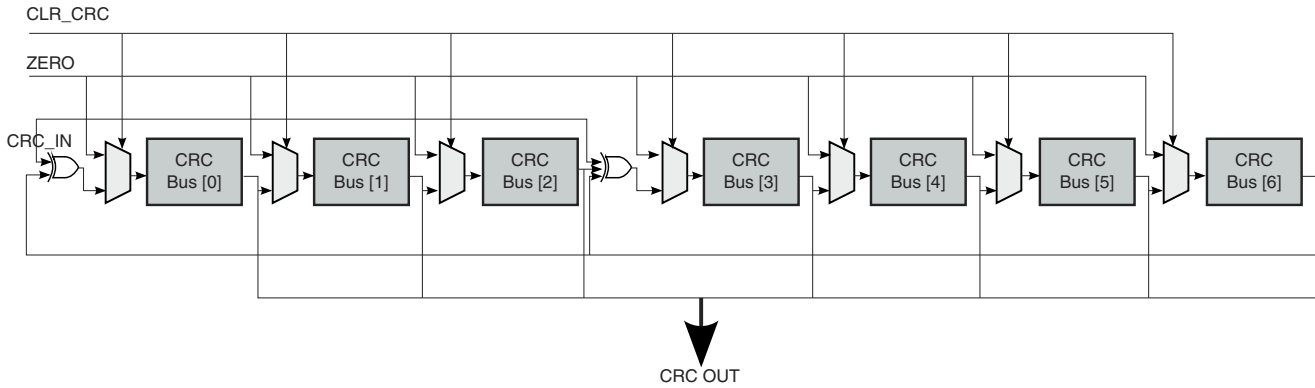 CLR_CRC
ZERO
CRC_IN
CRC
Bus [0]
CRC
Bus [1]
CRC
Bus [2]
CRC
Bus [3]
CRC
Bus [4]
CRC
Bus [5]
CRC
Bus [6]
CRC OUT